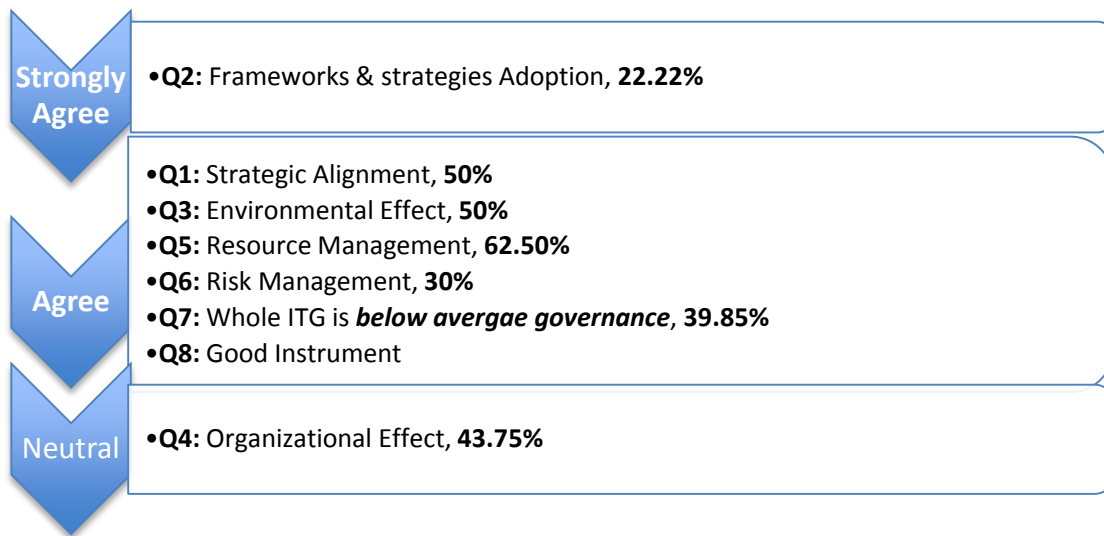 Strongly
Agree
•Q2: Frameworks & strategies Adoption, 22.22%
Agree
•Q1: Strategic Alignment, 50%
•Q3: Environmental Effect, 50%
•Q5: Resource Management, 62.50%
•Q6: Risk Management, 30%
•Q7: Whole ITG is below avergae governance, 39.85%
•Q8: Good Instrument
Neutral
•Q4: Organizational Effect, 43.75%